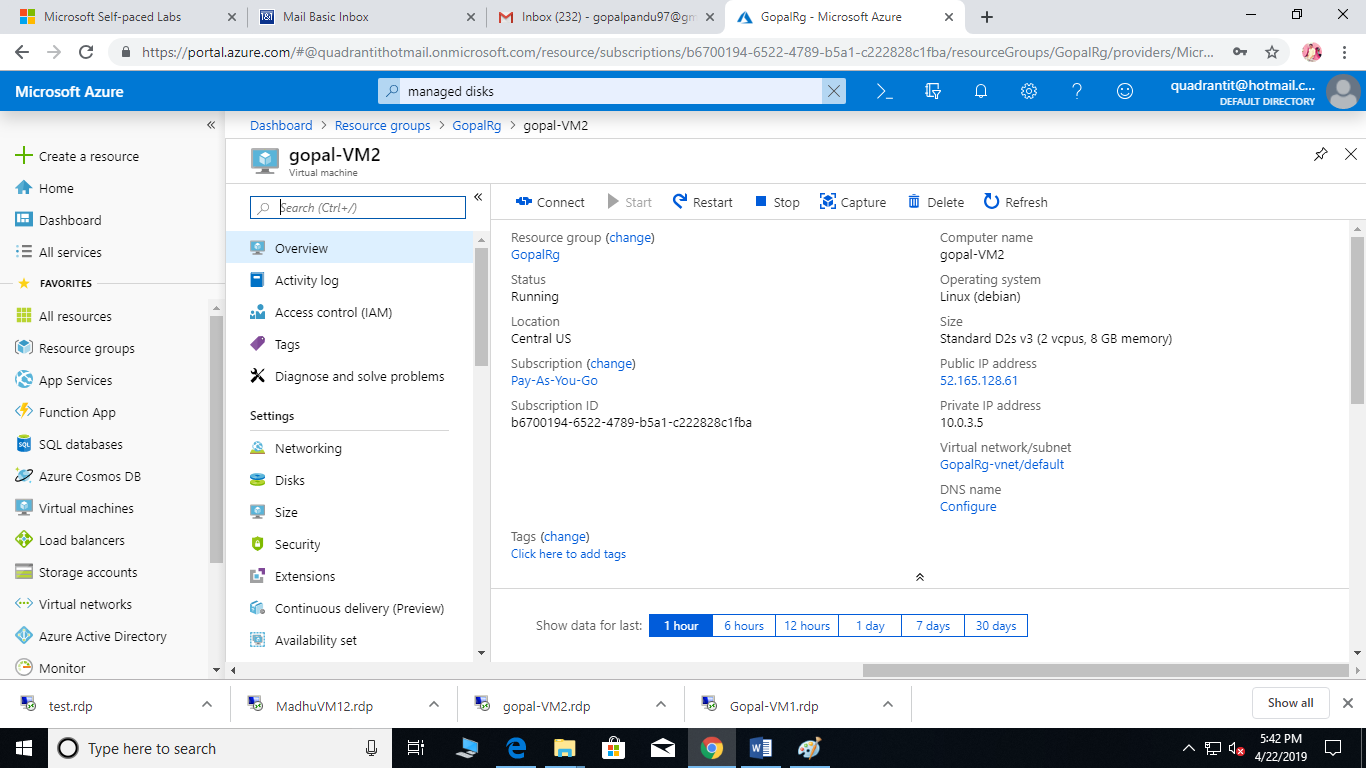 Microsoft Self-paced Labs
Mail Basic Inbox
Inbox (232) - gopalpandu97@gm
GopalRg - Microsoft Azure
https://portal.azure.com/#@quadrantithotmail.onmicrosoft.com/resource/subscriptions/b6700194-6522-4789-b5a1-c222828c1fba/resourceGroups/GopalRg/providers/Micr...
Microsoft Azure
managed disks
quadrantit@hotmail.c...
DEFAULT DIRECTORY
Dashboard > Resource groups > GopalRg > gopal-VM2
Create a resource
Home
Dashboard
All services
FAVORITES
All resources
Resource groups
App Services
Function App
SQL databases
Azure Cosmos DB
Virtual machines
Load balancers
Storage accounts
Virtual networks
Azure Active Directory
Monitor
gopal-VM2
Virtual machine
Search (Ctrl+/)
Overview
Activity log
Access control (IAM)
Tags
Diagnose and solve problems
Settings
Networking
Disks
Size
Security
Extensions
Continuous delivery (Preview)
Availability set
Connect Start Restart Stop Capture Delete Refresh
Resource group (change)
GopalRg
Status
Running
Location
Central US
Subscription (change)
Pay-As-You-Go
Subscription ID
b6700194-6522-4789-b5a1-c222828c1fba
Computer name
gopal-VM2
Operating system
Linux (debian)
Size
Standard D2s v3 (2 vcpus, 8 GB memory)
Public IP address
52.165.128.61
Private IP address
10.0.3.5
Virtual network/subnet
GopalRg-vnet/default
DNS name
Configure
Tags (change)
Click here to add tags
Show data for last: 1 hour 6 hours 12 hours 1 day 7 days 30 days
test.rdp
MadhuVM12.rdp
gopal-VM2.rdp
Gopal-VM1.rdp
Show all
Type here to search
5:42 PM
4/22/2019